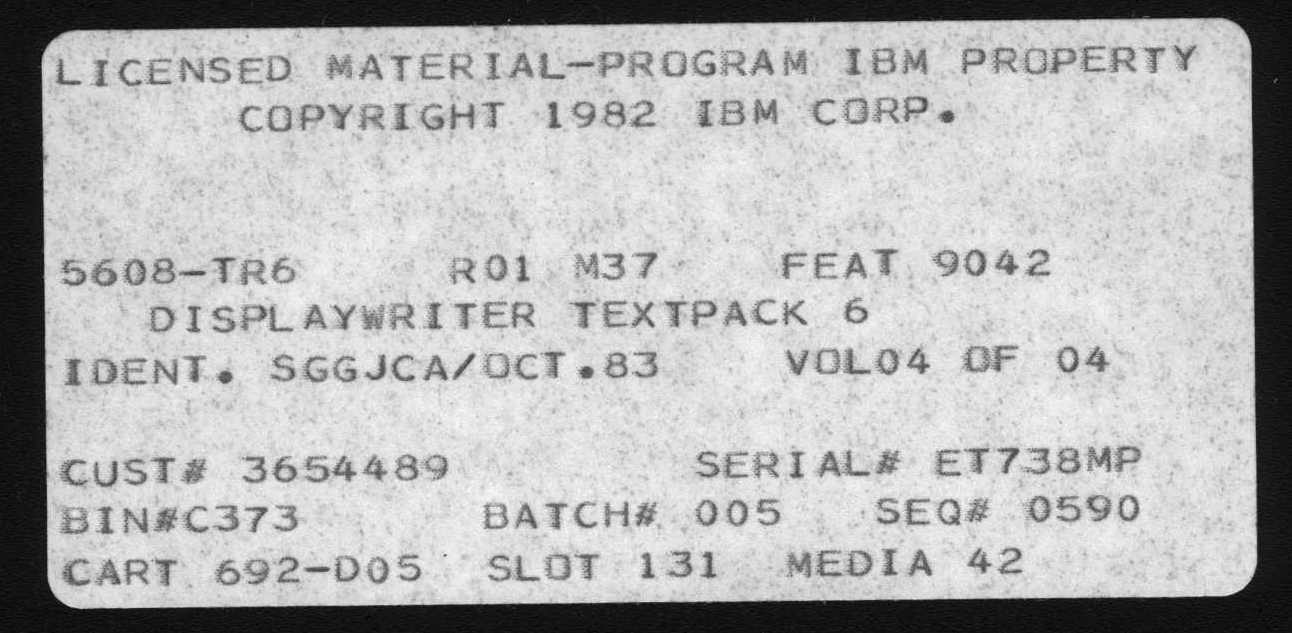 LICENSED MATERIAL-PROGRAM IBM PROPERTY
COPYRIGHT 1982 IBM CORP.
5608-TR6 R01 M37 FEAT 9042
DISPLAYWRITER TEXTPACK 6
IDENT. SGGJCA/OCT.83 VOL04 OF 04
CUST# 3654489 SERIAL# ET738MP
BIN#C373 BATCH# 005 SEQ# 0590
CART 692-D05 SLOT 131 MEDIA 42